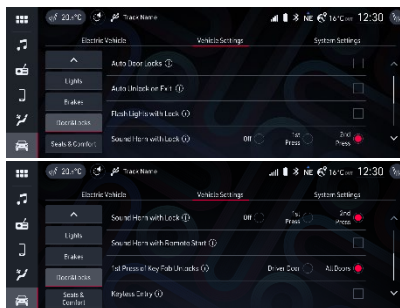 20.5°C Track Name NE 16°C 12:30
Electric Vehicle Vehicle Settings System Settings
Auto Door Locks
Lights
Auto Unlock on Exit
Brakes
Flash Lights with Lock
Door&Locks
Seats & Comfort
Sound Horn with Lock Off 1st Press 2nd Press
Track Name NE 16°C 12:30
Electric Vehicle Vehicle Settings System Settings
Sound Horn with Lock Off 1st Press 2nd Press
Lights
Sound Horn with Remote Start
Brakes
Door&Locks
1st Press of Key Fob Unlocks Driver Door All Doors
Seats &
Comfort
Keyless Entry